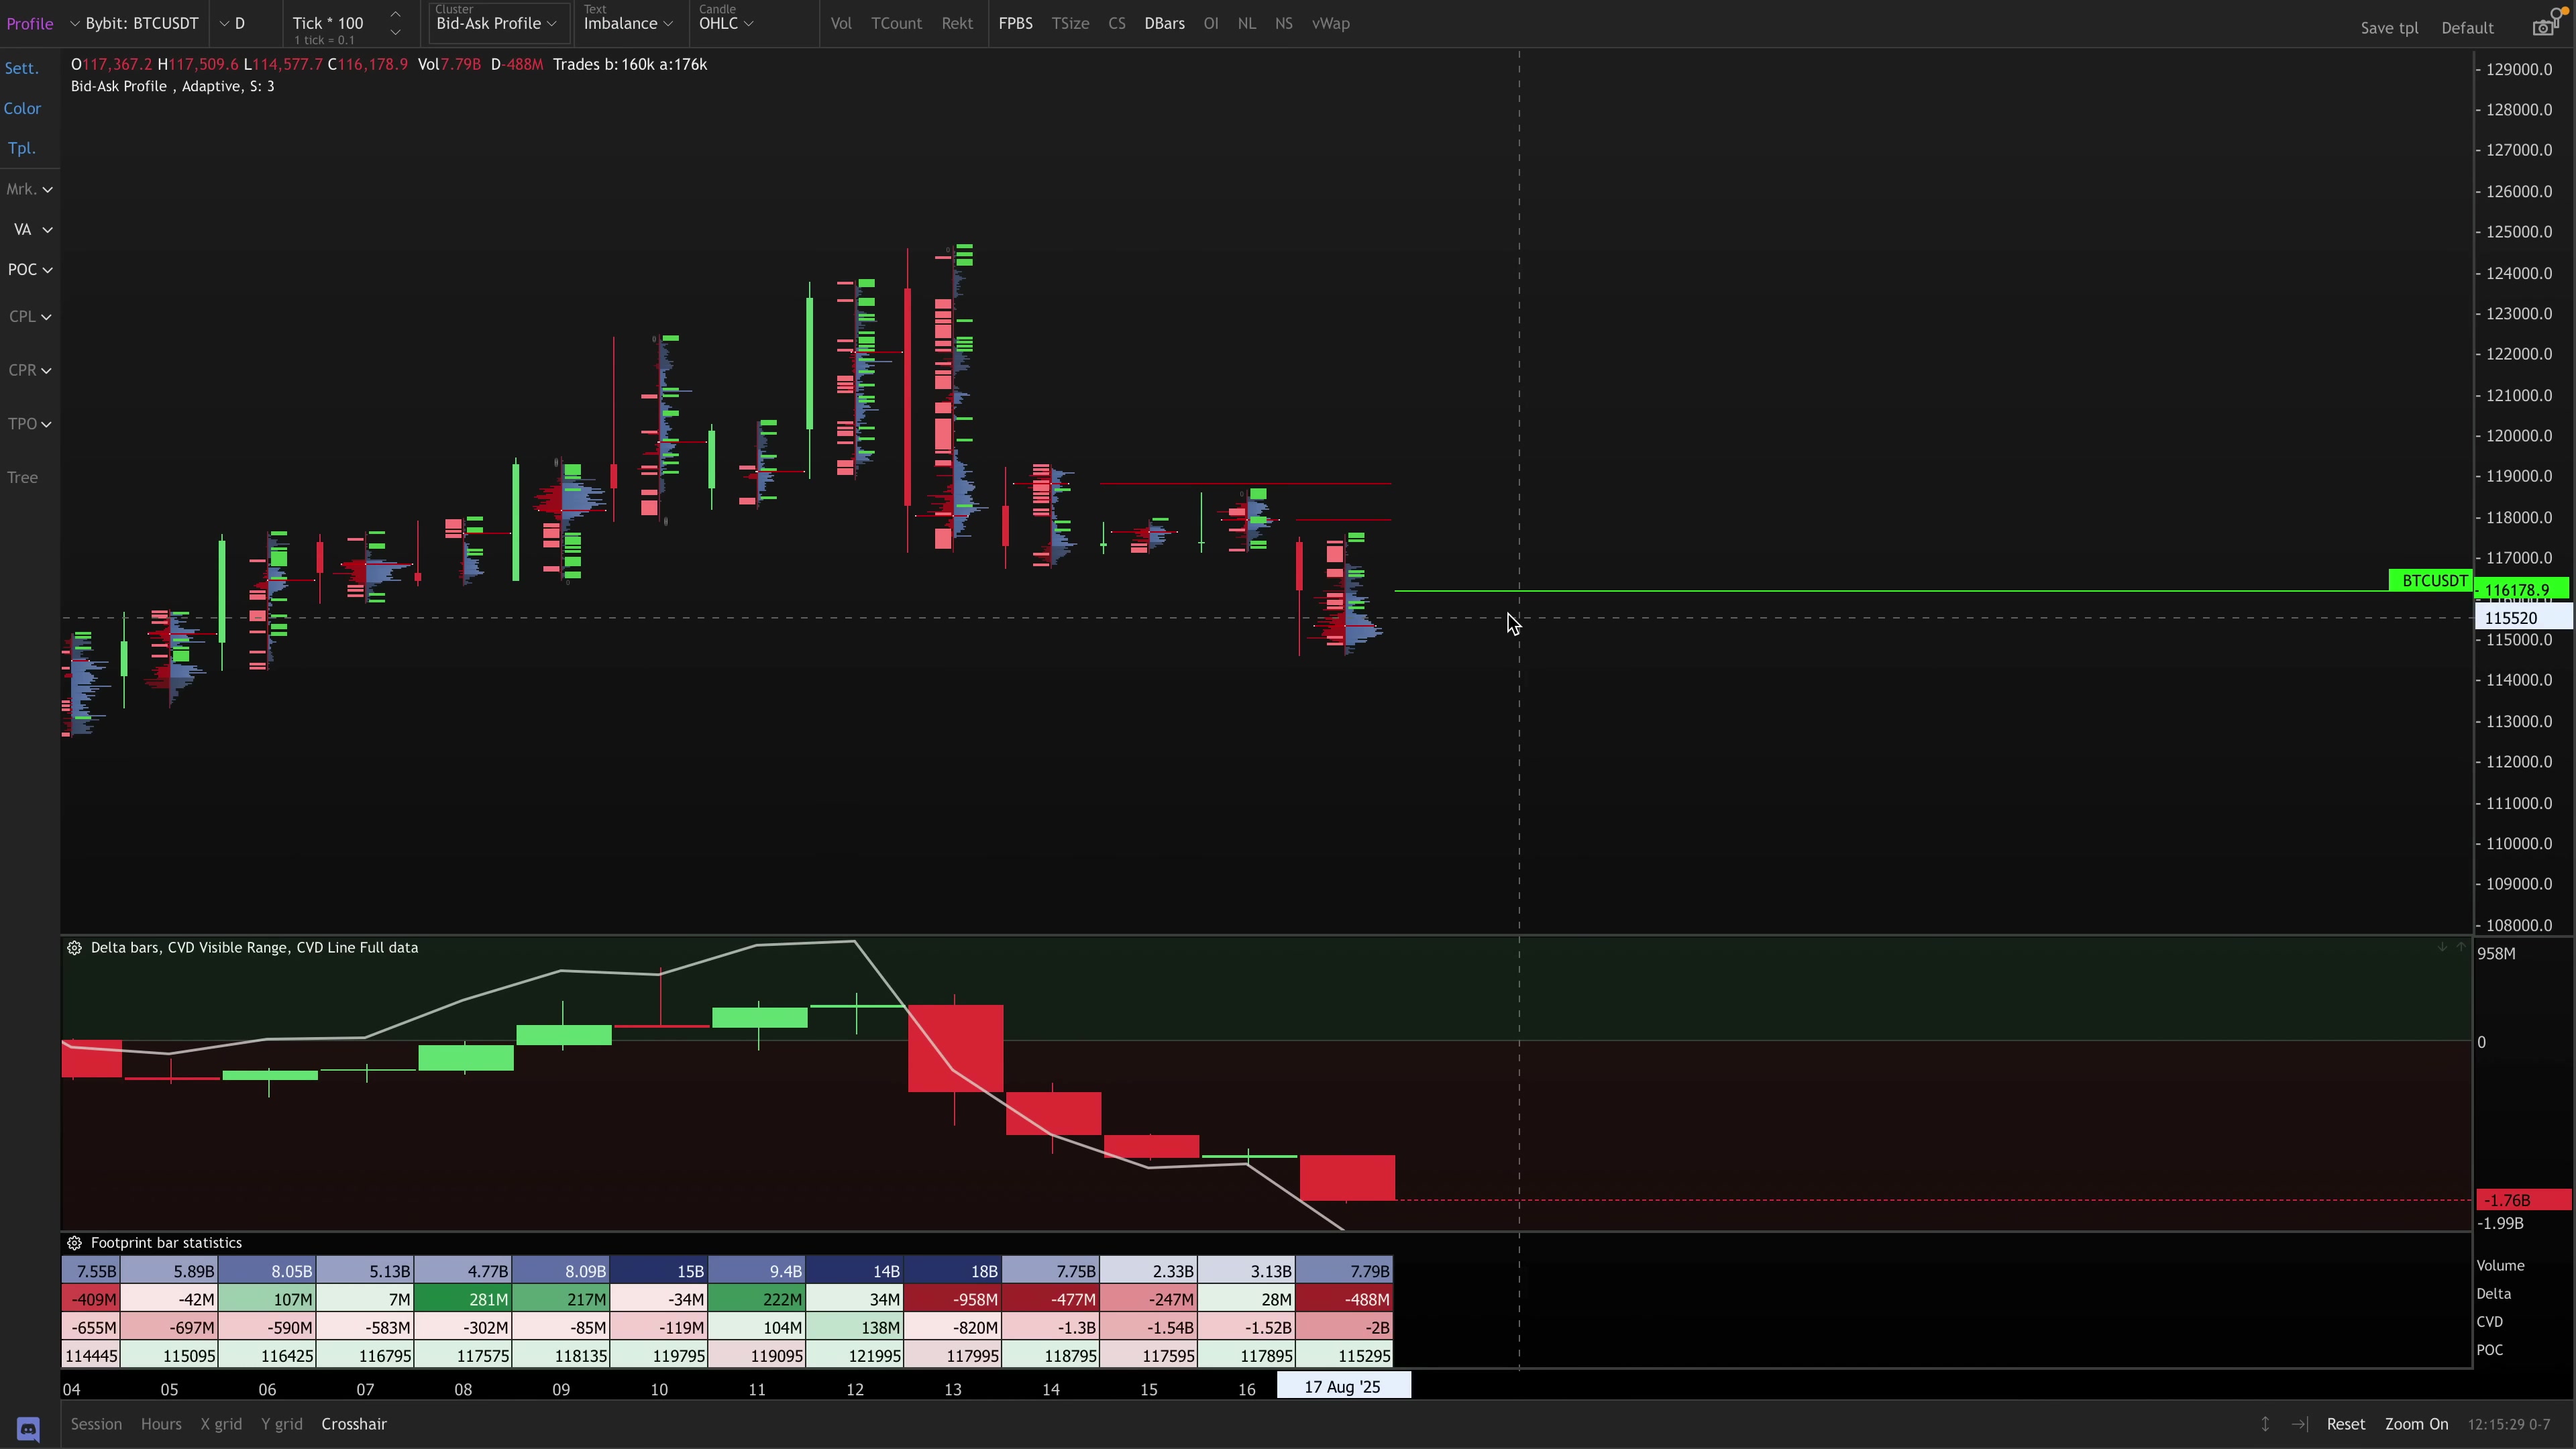 Profile Bybit: BTCUSDT D Tick * 100 1 tick = 0.1 Cluster Bid-Ask Profile Text Imbalance Candle OHLC Vol TCount Rekt FPBS TSize CS DBars OI NL NS vWap Save tpl Default
Sett.
Color
Tpl.
Mrk.
VA
POC
CPL
CPR
TPO
Tree
O117,367.2 H117,509.6 L114,577.7 C116,178.9 Vol7.79B D-488M Trades b: 160k a:176k
Bid-Ask Profile , Adaptive, S: 3
129000.0
128000.0
127000.0
126000.0
125000.0
124000.0
123000.0
122000.0
121000.0
120000.0
119000.0
118000.0
117000.0
BTCUSDT 116178.9
115520
115000.0
114000.0
113000.0
112000.0
111000.0
110000.0
109000.0
108000.0
Delta bars, CVD Visible Range, CVD Line Full data
958M
0
-1.76B
-1.99B
Footprint bar statistics
7.55B 5.89B 8.05B 5.13B 4.77B 8.09B 15B 9.4B 14B 18B 7.75B 2.33B 3.13B 7.79B Volume
-409M -42M 107M 7M 281M 217M -34M 222M 34M -958M -477M -247M 28M -488M Delta
-655M -697M -590M -583M -302M -85M -119M 104M 138M -820M -1.3B -1.54B -1.52B -2B CVD
114445 115095 116425 116795 117575 118135 119795 119095 121995 117995 118795 117595 117895 115295 POC
04 05 06 07 08 09 10 11 12 13 14 15 16 17 Aug '25
Session Hours X grid Y grid Crosshair Reset Zoom On 12:15:29 0-7